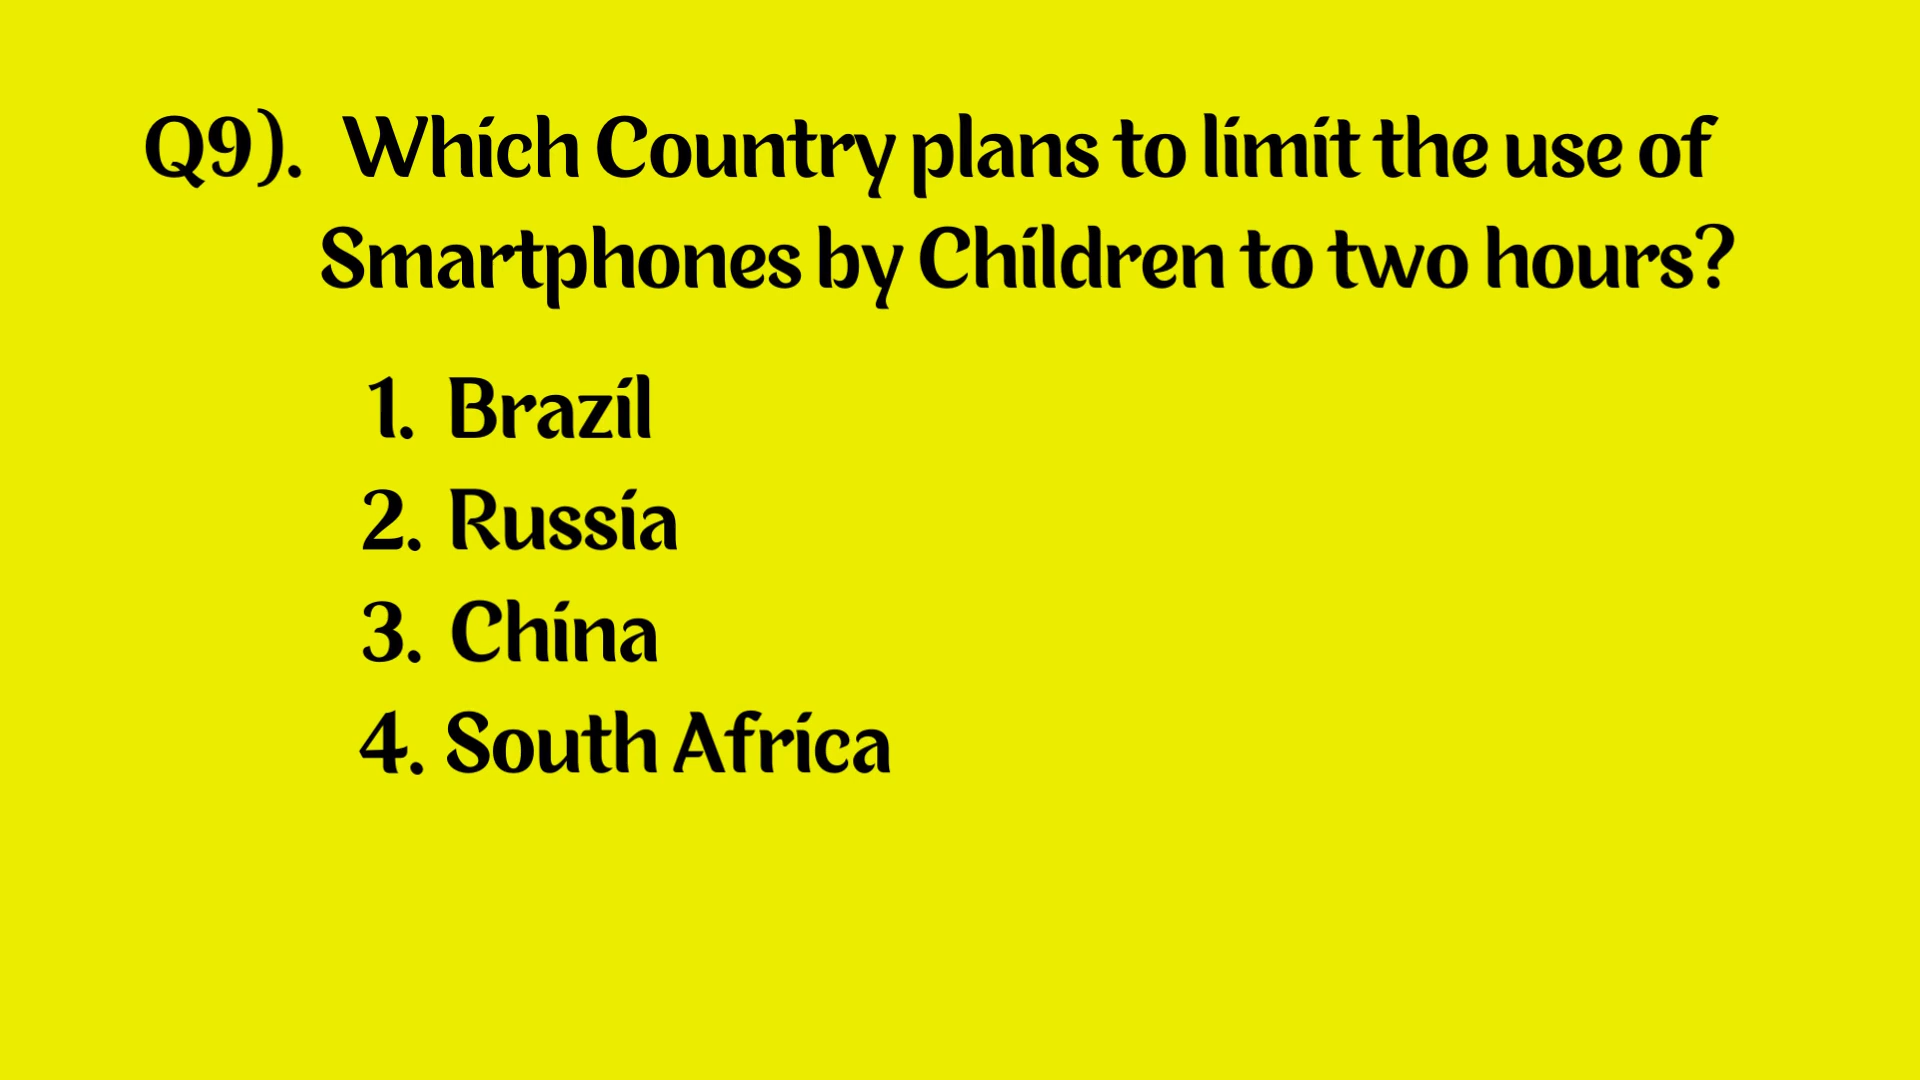 Q9). Which Country plans to limit the use of
Smartphones by Children to two hours?
1. Brazil
2. Russia
3. China
4. South Africa